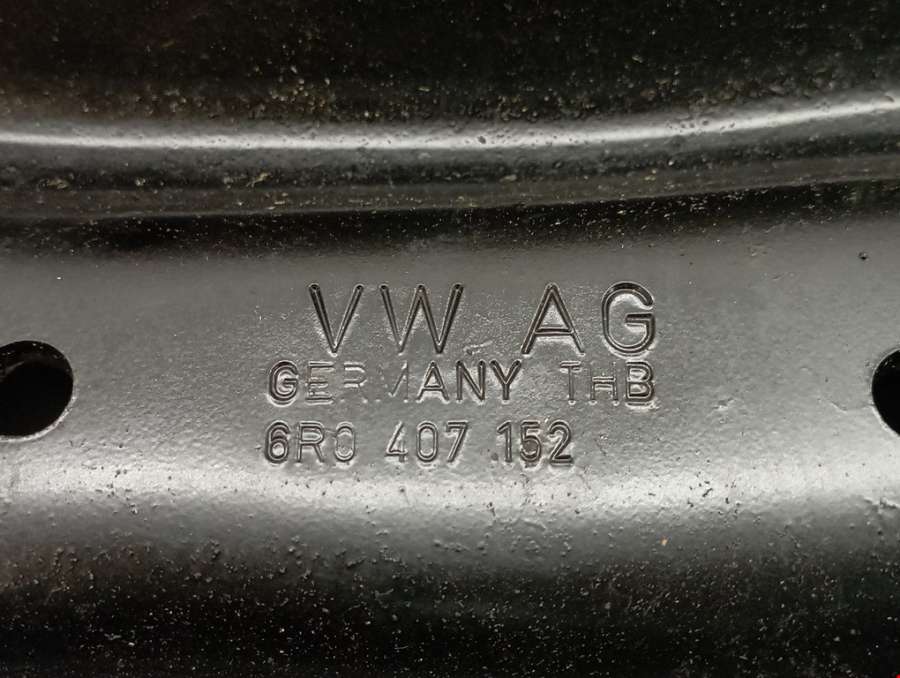 VW AG
GERMANY THB
6R0 407 152